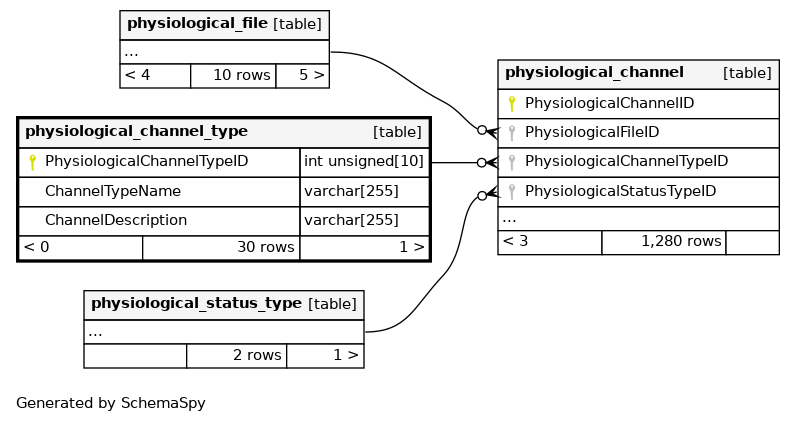 physiological_file [table]
...
< 4 10 rows 5 >
physiological_channel_type [table]
PhysiologicalChannelTypeID int unsigned[10]
ChannelTypeName varchar[255]
ChannelDescription varchar[255]
< 0 30 rows 1 >
physiological_status_type [table]
...
2 rows 1 >
physiological_channel [table]
PhysiologicalChannelID
PhysiologicalFileID
PhysiologicalChannelTypeID
PhysiologicalStatusTypeID
...
< 3 1,280 rows
Generated by SchemaSpy